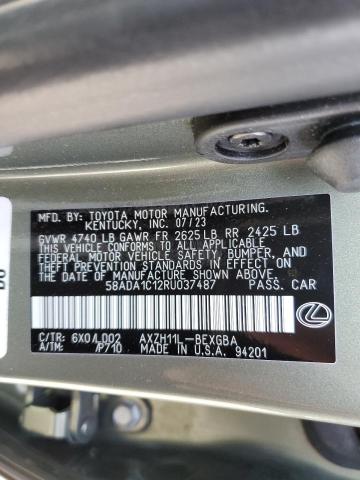 MFD. BY: TOYOTA MOTOR MANUFACTURING,
KENTUCKY, INC. 07/23
GVWR 4740 LB GAWR FR 2625 LB RR 2425 LB
THIS VEHICLE CONFORMS TO ALL APPLICABLE
FEDERAL MOTOR VEHICLE SAFETY, BUMPER, AND
THEFT PREVENTION STANDARDS IN EFFECT ON
THE DATE OF MANUFACTURE SHOWN ABOVE.
58ADA1C12RU037487 PASS. CAR
C/TR: 6X0/L002 AXZH11L-BEXGBA
A/TM: /P710 MADE IN U.S.A. 94201